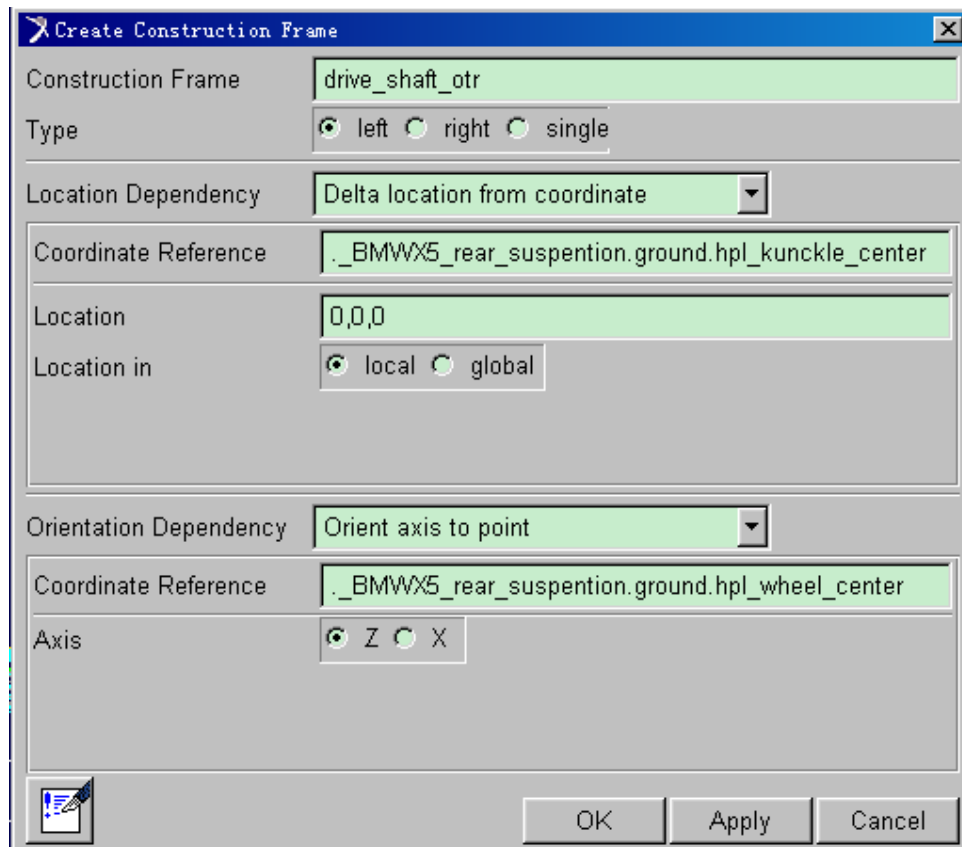 Create Construction Frame
Construction Frame drive_shaft_otr
Type left right single
Location Dependency Delta location from coordinate
Coordinate Reference ._BMWX5_rear_suspention.ground.hpl_kunckle_center
Location 0,0,0
Location in local global
Orientation Dependency Orient axis to point
Coordinate Reference ._BMWX5_rear_suspention.ground.hpl_wheel_center
Axis Z X
OK Apply Cancel